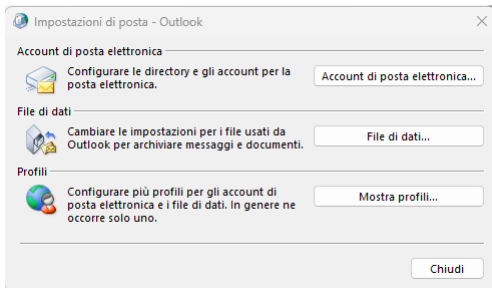 Impostazioni di posta - Outlook
Account di posta elettronica
Configurare le directory e gli account per la
posta elettronica.
Account di posta elettronica...
File di dati
Cambiare le impostazioni per i file usati da
Outlook per archiviare messaggi e documenti.
File di dati...
Profili
Configurare più profili per gli account di
posta elettronica e i file di dati. In genere ne
occorre solo uno.
Mostra profili...
Chiudi